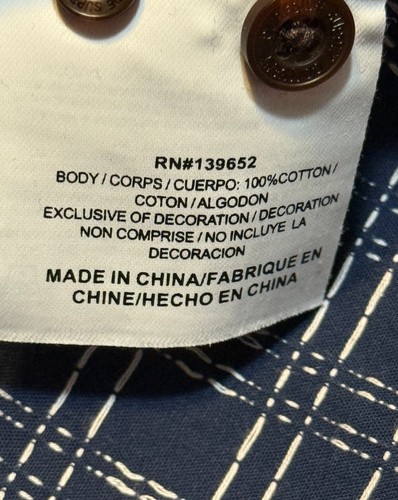 RN#139652
BODY / CORPS / CUERPO: 100%COTTON /
COTON / ALGODON
EXCLUSIVE OF DECORATION / DECORATION
NON COMPRISE / NO INCLUYE LA
DECORACION
MADE IN CHINA/FABRIQUE EN
CHINE/HECHO EN CHINA